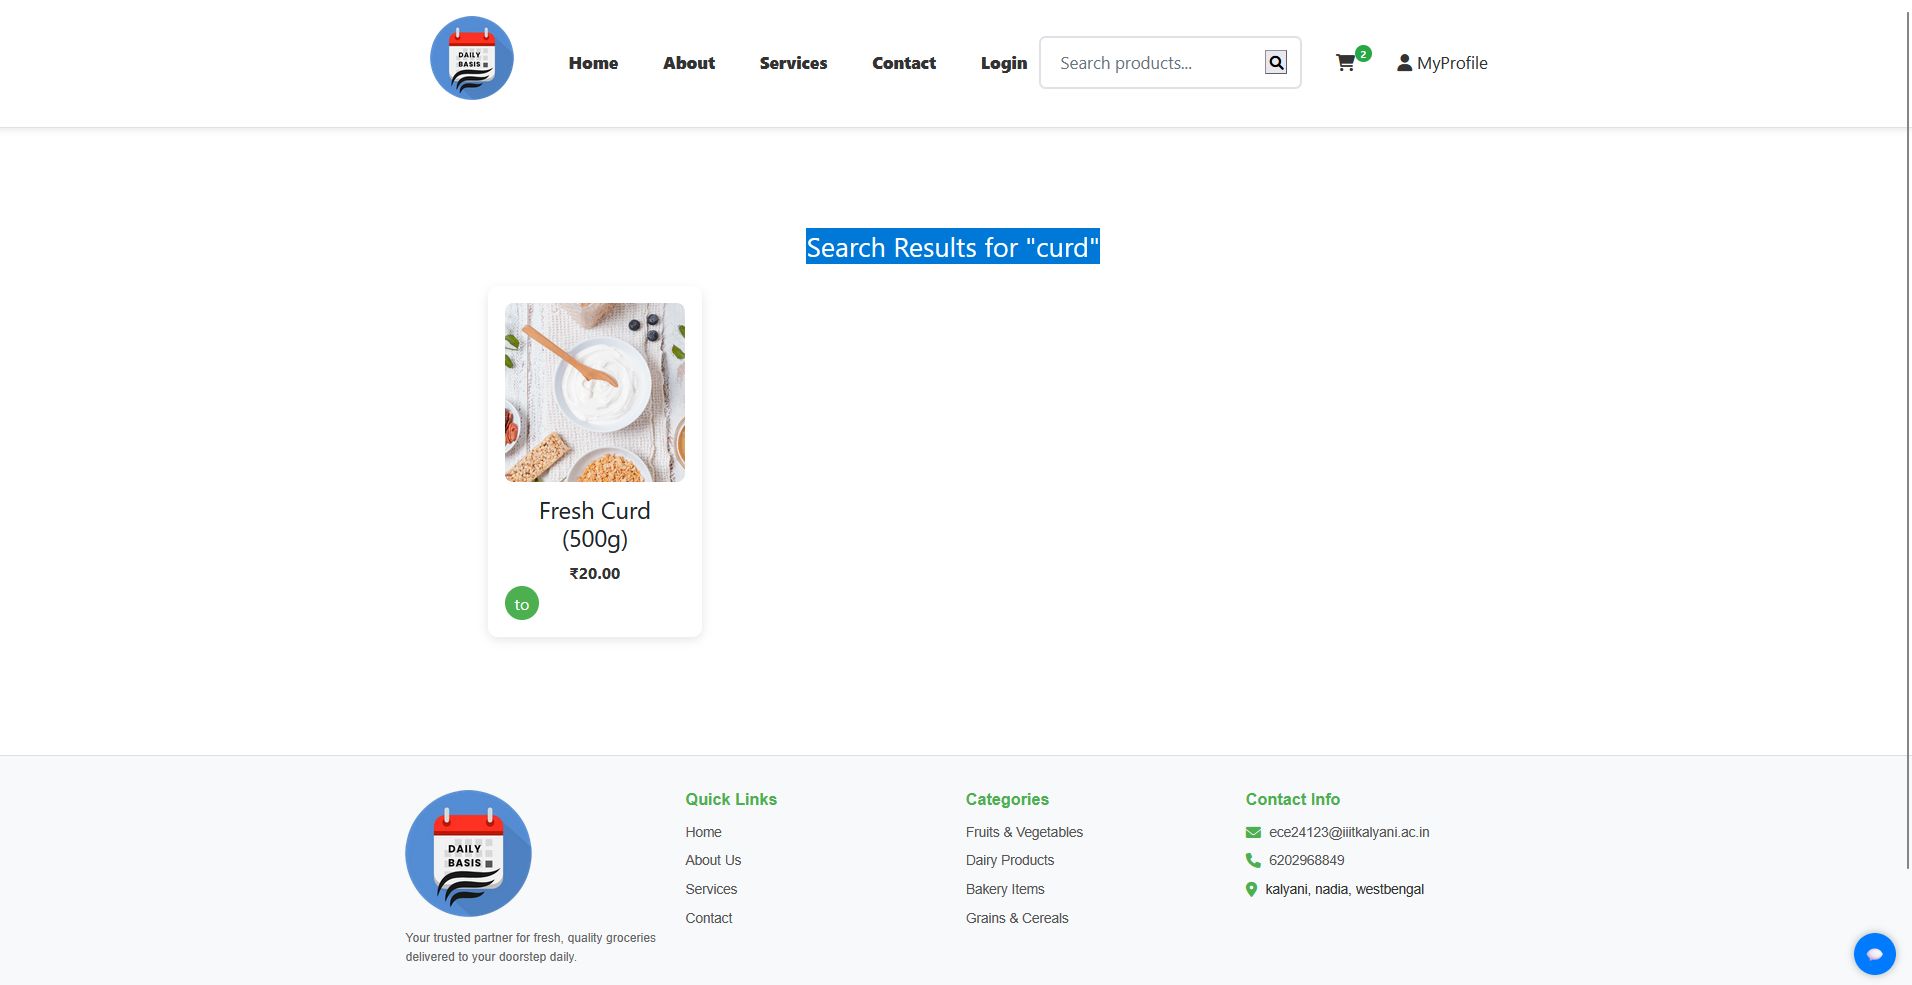 DAILY
BASIS
Home
About
Services
Contact
Login
Search products...
2
MyProfile
Search Results for "curd"
Fresh Curd
(500g)
₹20.00
to
DAILY
BASIS
Your trusted partner for fresh, quality groceries
delivered to your doorstep daily.
Quick Links
Home
About Us
Services
Contact
Categories
Fruits & Vegetables
Dairy Products
Bakery Items
Grains & Cereals
Contact Info
ece24123@iiitkalyani.ac.in
6202968849
kalyani, nadia, westbengal